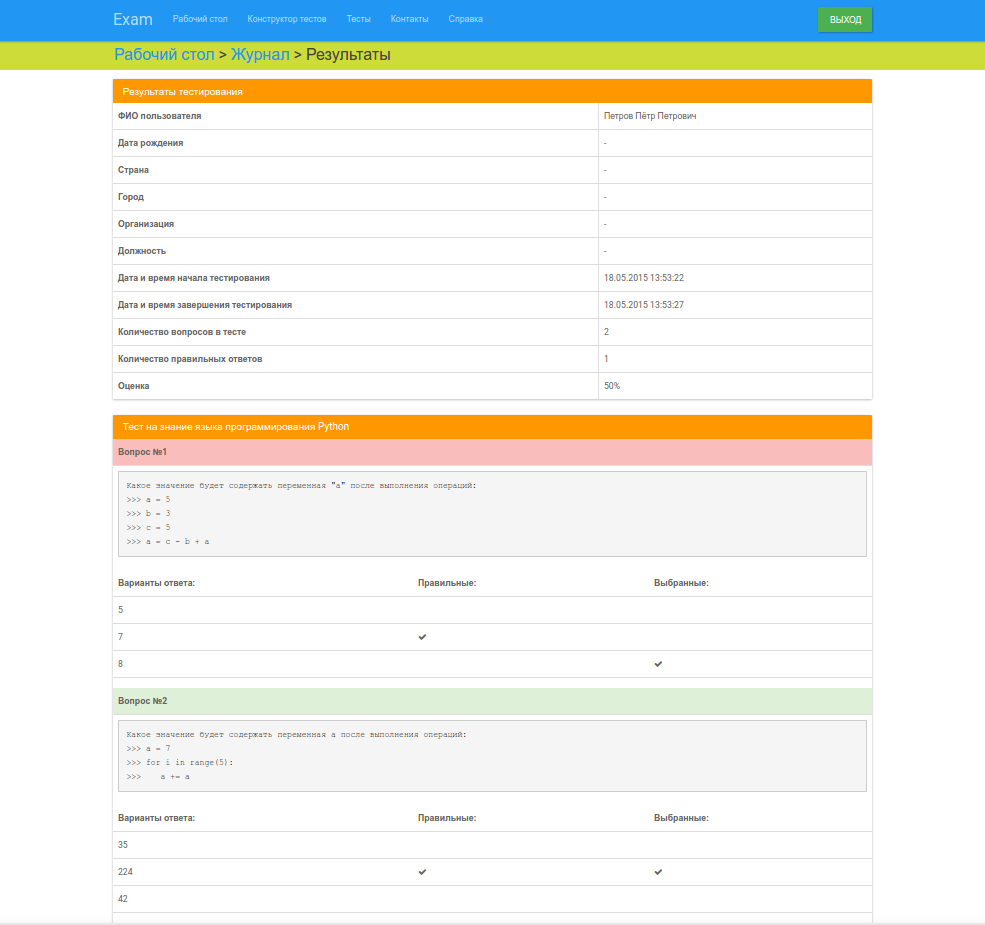 Exam Рабочий стол Конструктор тестов Тесты Контакты Справка ВЫХОД
Рабочий стол > Журнал > Результаты
Результаты тестирования
ФИО пользователя Петров Пётр Петрович
Дата рождения -
Страна -
Город -
Организация -
Должность -
Дата и время начала тестирования 18.05.2015 13:53:22
Дата и время завершения тестирования 18.05.2015 13:53:27
Количество вопросов в тесте 2
Количество правильных ответов 1
Оценка 50%
Тест на знание языка программирования Python
Вопрос №1
Какое значение будет содержать переменная "a" после выполнения операций:
>>> a = 5
>>> b = 3
>>> c = 5
>>> a = c - b + a
Варианты ответа: Правильные: Выбранные:
5
7 ✔
8 ✔
Вопрос №2
Какое значение будет содержать переменная a после выполнения операций:
>>> a = 7
>>> for i in range(5):
>>>    a += a
Варианты ответа: Правильные: Выбранные:
35
224 ✔ ✔
42